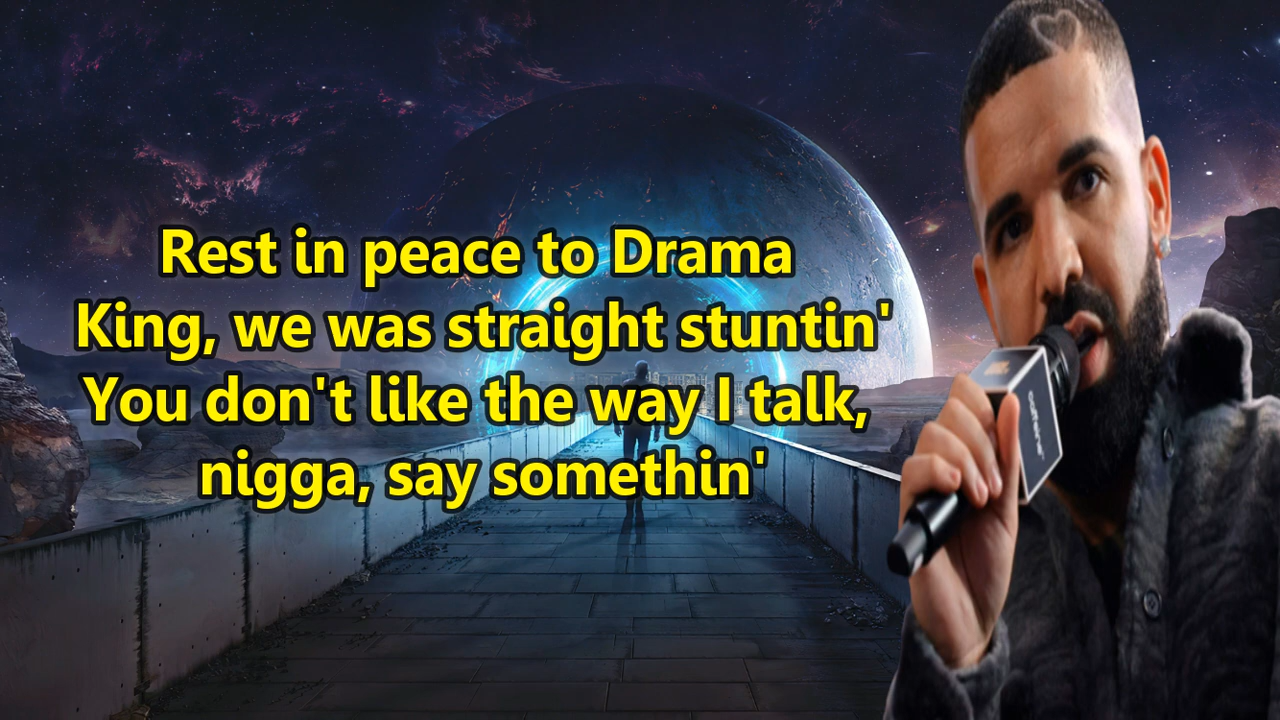 Rest in peace to Drama
King, we was straight stuntin'
You don't like the way I talk,
nigga, say somethin'
caffeine